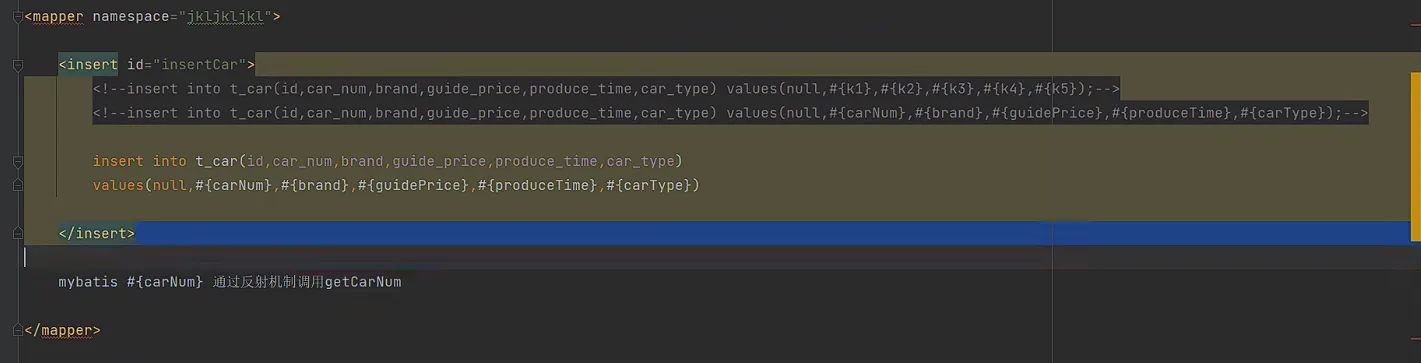 <mapper namespace="jkljkljkl">
<insert id="insertCar">
<!--insert into t_car(id,car_num,brand,guide_price,produce_time,car_type) values(null,#{k1},#{k2},#{k3},#{k4},#{k5});-->
<!--insert into t_car(id,car_num,brand,guide_price,produce_time,car_type) values(null,#{carNum},#{brand},#{guidePrice},#{produceTime},#{carType});-->
insert into t_car(id,car_num,brand,guide_price,produce_time,car_type)
values(null,#{carNum},#{brand},#{guidePrice},#{produceTime},#{carType})
</insert>
mybatis #{carNum} 通过反射机制调用getCarNum
</mapper>